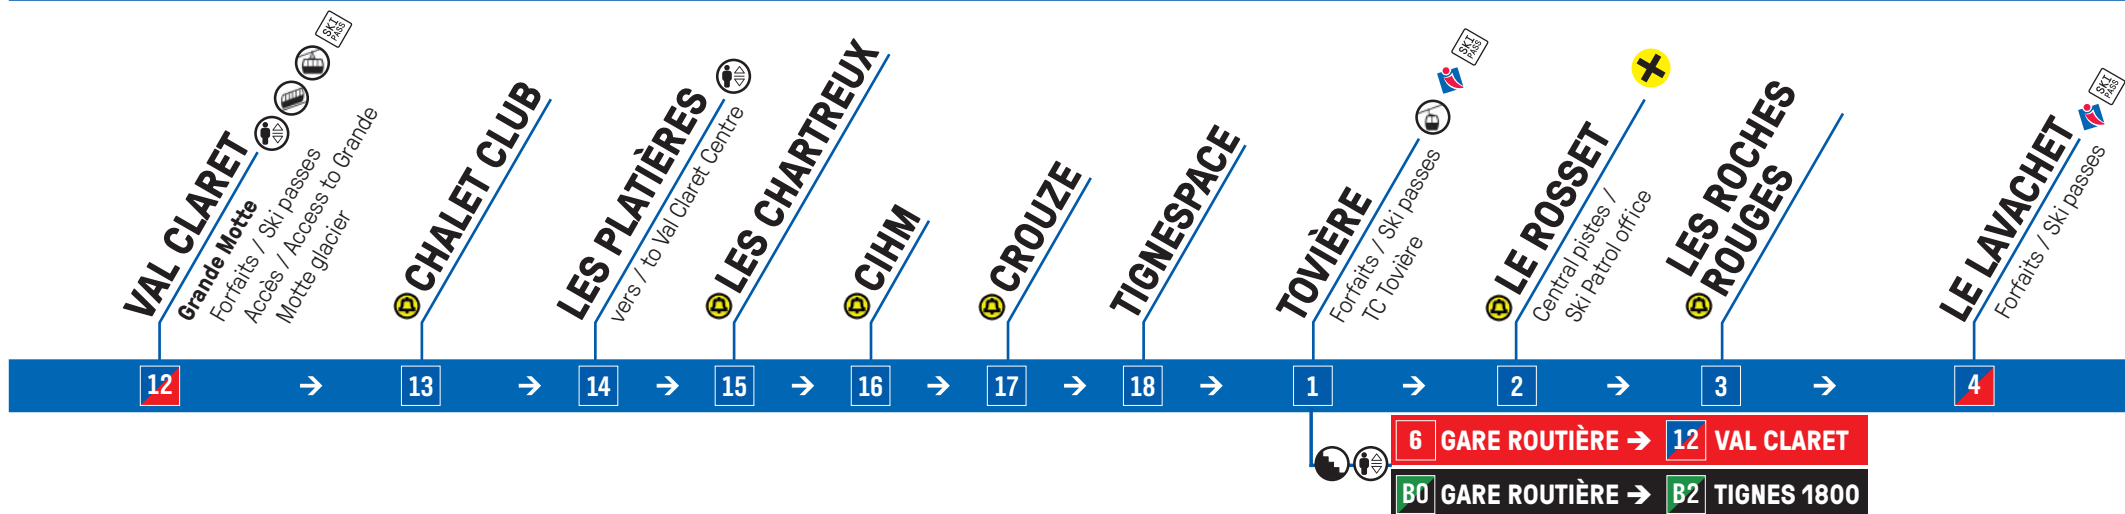 SKI PASS
VAL CLARET
Grande Motte
Forfaits / Ski passes
Accès / Access to Grande
Motte glacier
CHALET CLUB
LES PLATIÈRES
vers / to Val Claret Centre
LES CHARTREUX
CIHM
CROUZE
TIGNESPACE
SKI PASS
TOVIÈRE
Forfaits / Ski passes
TC Tovière
LE ROSSET
Central pistes /
Ski Patrol office
LES ROCHES
ROUGES
SKI PASS
LE LAVACHET
Forfaits / Ski passes
12 → 13 → 14 → 15 → 16 → 17 → 18 → 1 → 2 → 3 → 4
6 GARE ROUTIÈRE → 12 VAL CLARET
B0 GARE ROUTIÈRE → B2 TIGNES 1800